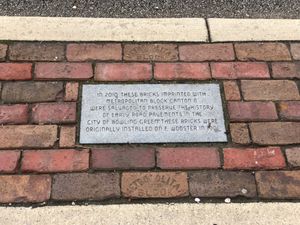 IN 2010 THESE BRICKS IMPRINTED WITH
METROPOLITAN BLOCK CANTON O
WERE SALVAGED TO PRESERVE THE HISTORY
OF EARLY ROAD PAVEMENTS IN THE
CITY OF BOWLING GREEN THESE BRICKS WERE
ORIGINALLY INSTALLED ON E WOOSTER IN